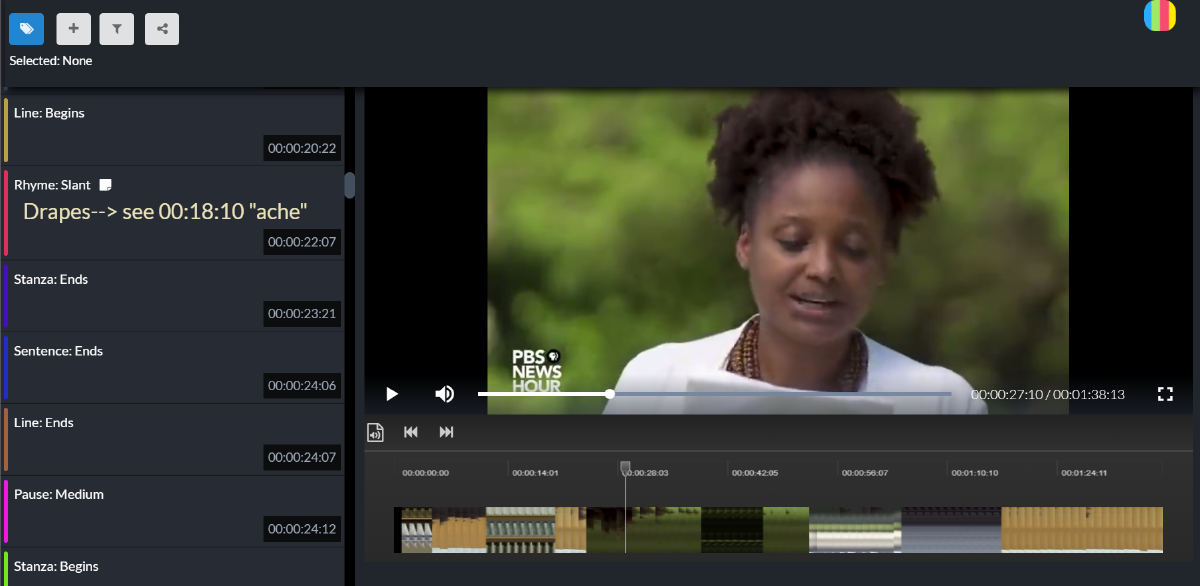 Selected: None
Line: Begins
00:00:20:22
Rhyme: Slant
Drapes--> see 00:18:10 "ache"
00:00:22:07
Stanza: Ends
00:00:23:21
Sentence: Ends
00:00:24:06
Line: Ends
00:00:24:07
Pause: Medium
00:00:24:12
Stanza: Begins
PBS
NEWS
HOUR
00:00:27:10 / 00:01:38:13
00:00:00:00 00:00:14:01 00:00:28:03 00:00:42:05 00:00:56:07 00:01:10:10 00:01:24:11